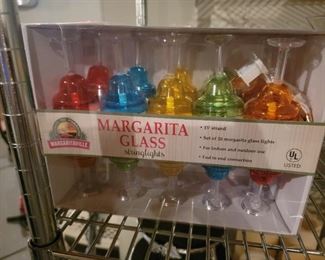 MARGARITAVILLE
MARGARITA
GLASS
stringlights
• 15' strand
• Set of 10 margarita glass lights
• For indoor and outdoor use
• End to end connection
UL
LISTED